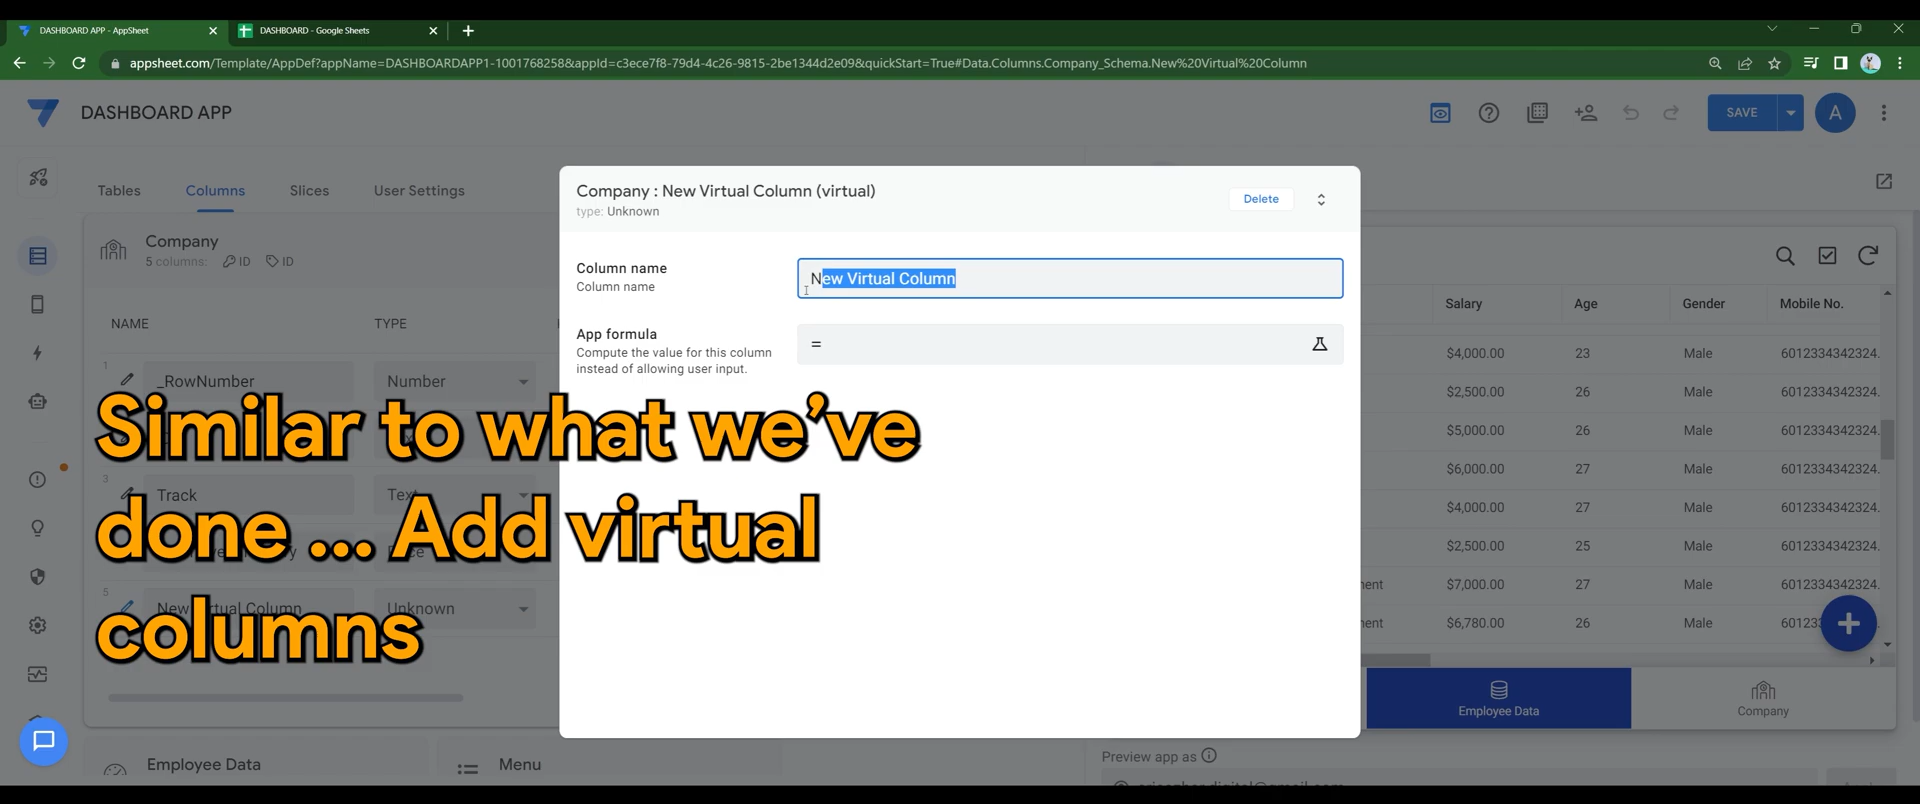 DASHBOARD APP - AppSheet
DASHBOARD - Google Sheets
appsheet.com/Template/AppDef?appName=DASHBOARDAPP1-1001768258&appId=c3ece7f8-79d4-4c26-9815-2be1344d2e09&quickStart=True#Data.Columns.Company_Schema.New%20Virtual%20Column
DASHBOARD APP
SAVE
A
Tables Columns Slices User Settings
Company
5 columns: ID ID
NAME TYPE
1 _RowNumber Number
3 Track
5 New Virtual Column Unknown
Employee Data Menu
Company : New Virtual Column (virtual)
type: Unknown
Delete
Column name
Column name
New Virtual Column
App formula
Compute the value for this column
instead of allowing user input.
=
Similar to what we've
done ... Add virtual
columns
Salary Age Gender Mobile No.
$4,000.00 23 Male 6012334342324.
$2,500.00 26 Male 6012334342324.
$5,000.00 26 Male 6012334342324.
$6,000.00 27 Male 6012334342324.
$4,000.00 27 Male 6012334342324.
$2,500.00 25 Male 6012334342324.
$7,000.00 27 Male 6012334342324.
$6,780.00 26 Male
Employee Data Company
Preview app as